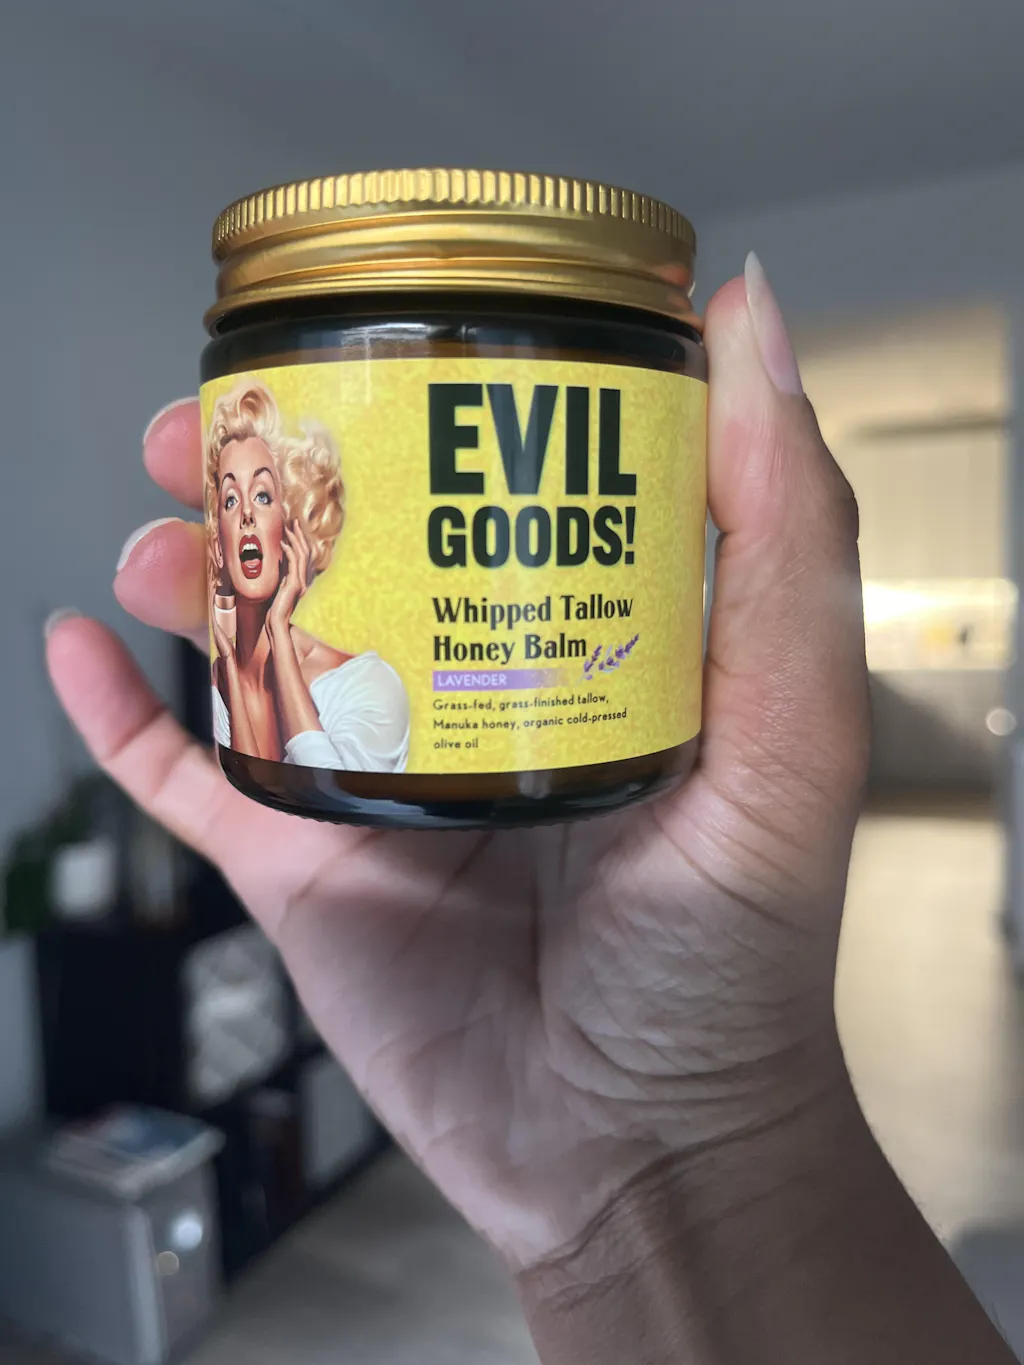 EVIL
GOODS!
Whipped Tallow
Honey Balm
LAVENDER
Grass-fed, grass-finished tallow,
Manuka honey, organic cold-pressed
olive oil